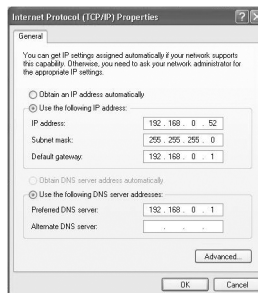 Internet Protocol (TCP/IP) Properties
General
You can get IP settings assigned automatically if your network supports
this capability. Otherwise, you need to ask your network administrator for
the appropriate IP settings.
Obtain an IP address automatically
Use the following IP address:
IP address: 192 . 168 . 0 . 52
Subnet mask: 255 . 255 . 255 . 0
Default gateway: 192 . 168 . 0 . 1
Obtain DNS server address automatically
Use the following DNS server addresses:
Preferred DNS server: 192 . 168 . 0 . 1
Alternate DNS server: . . .
Advanced...
OK Cancel